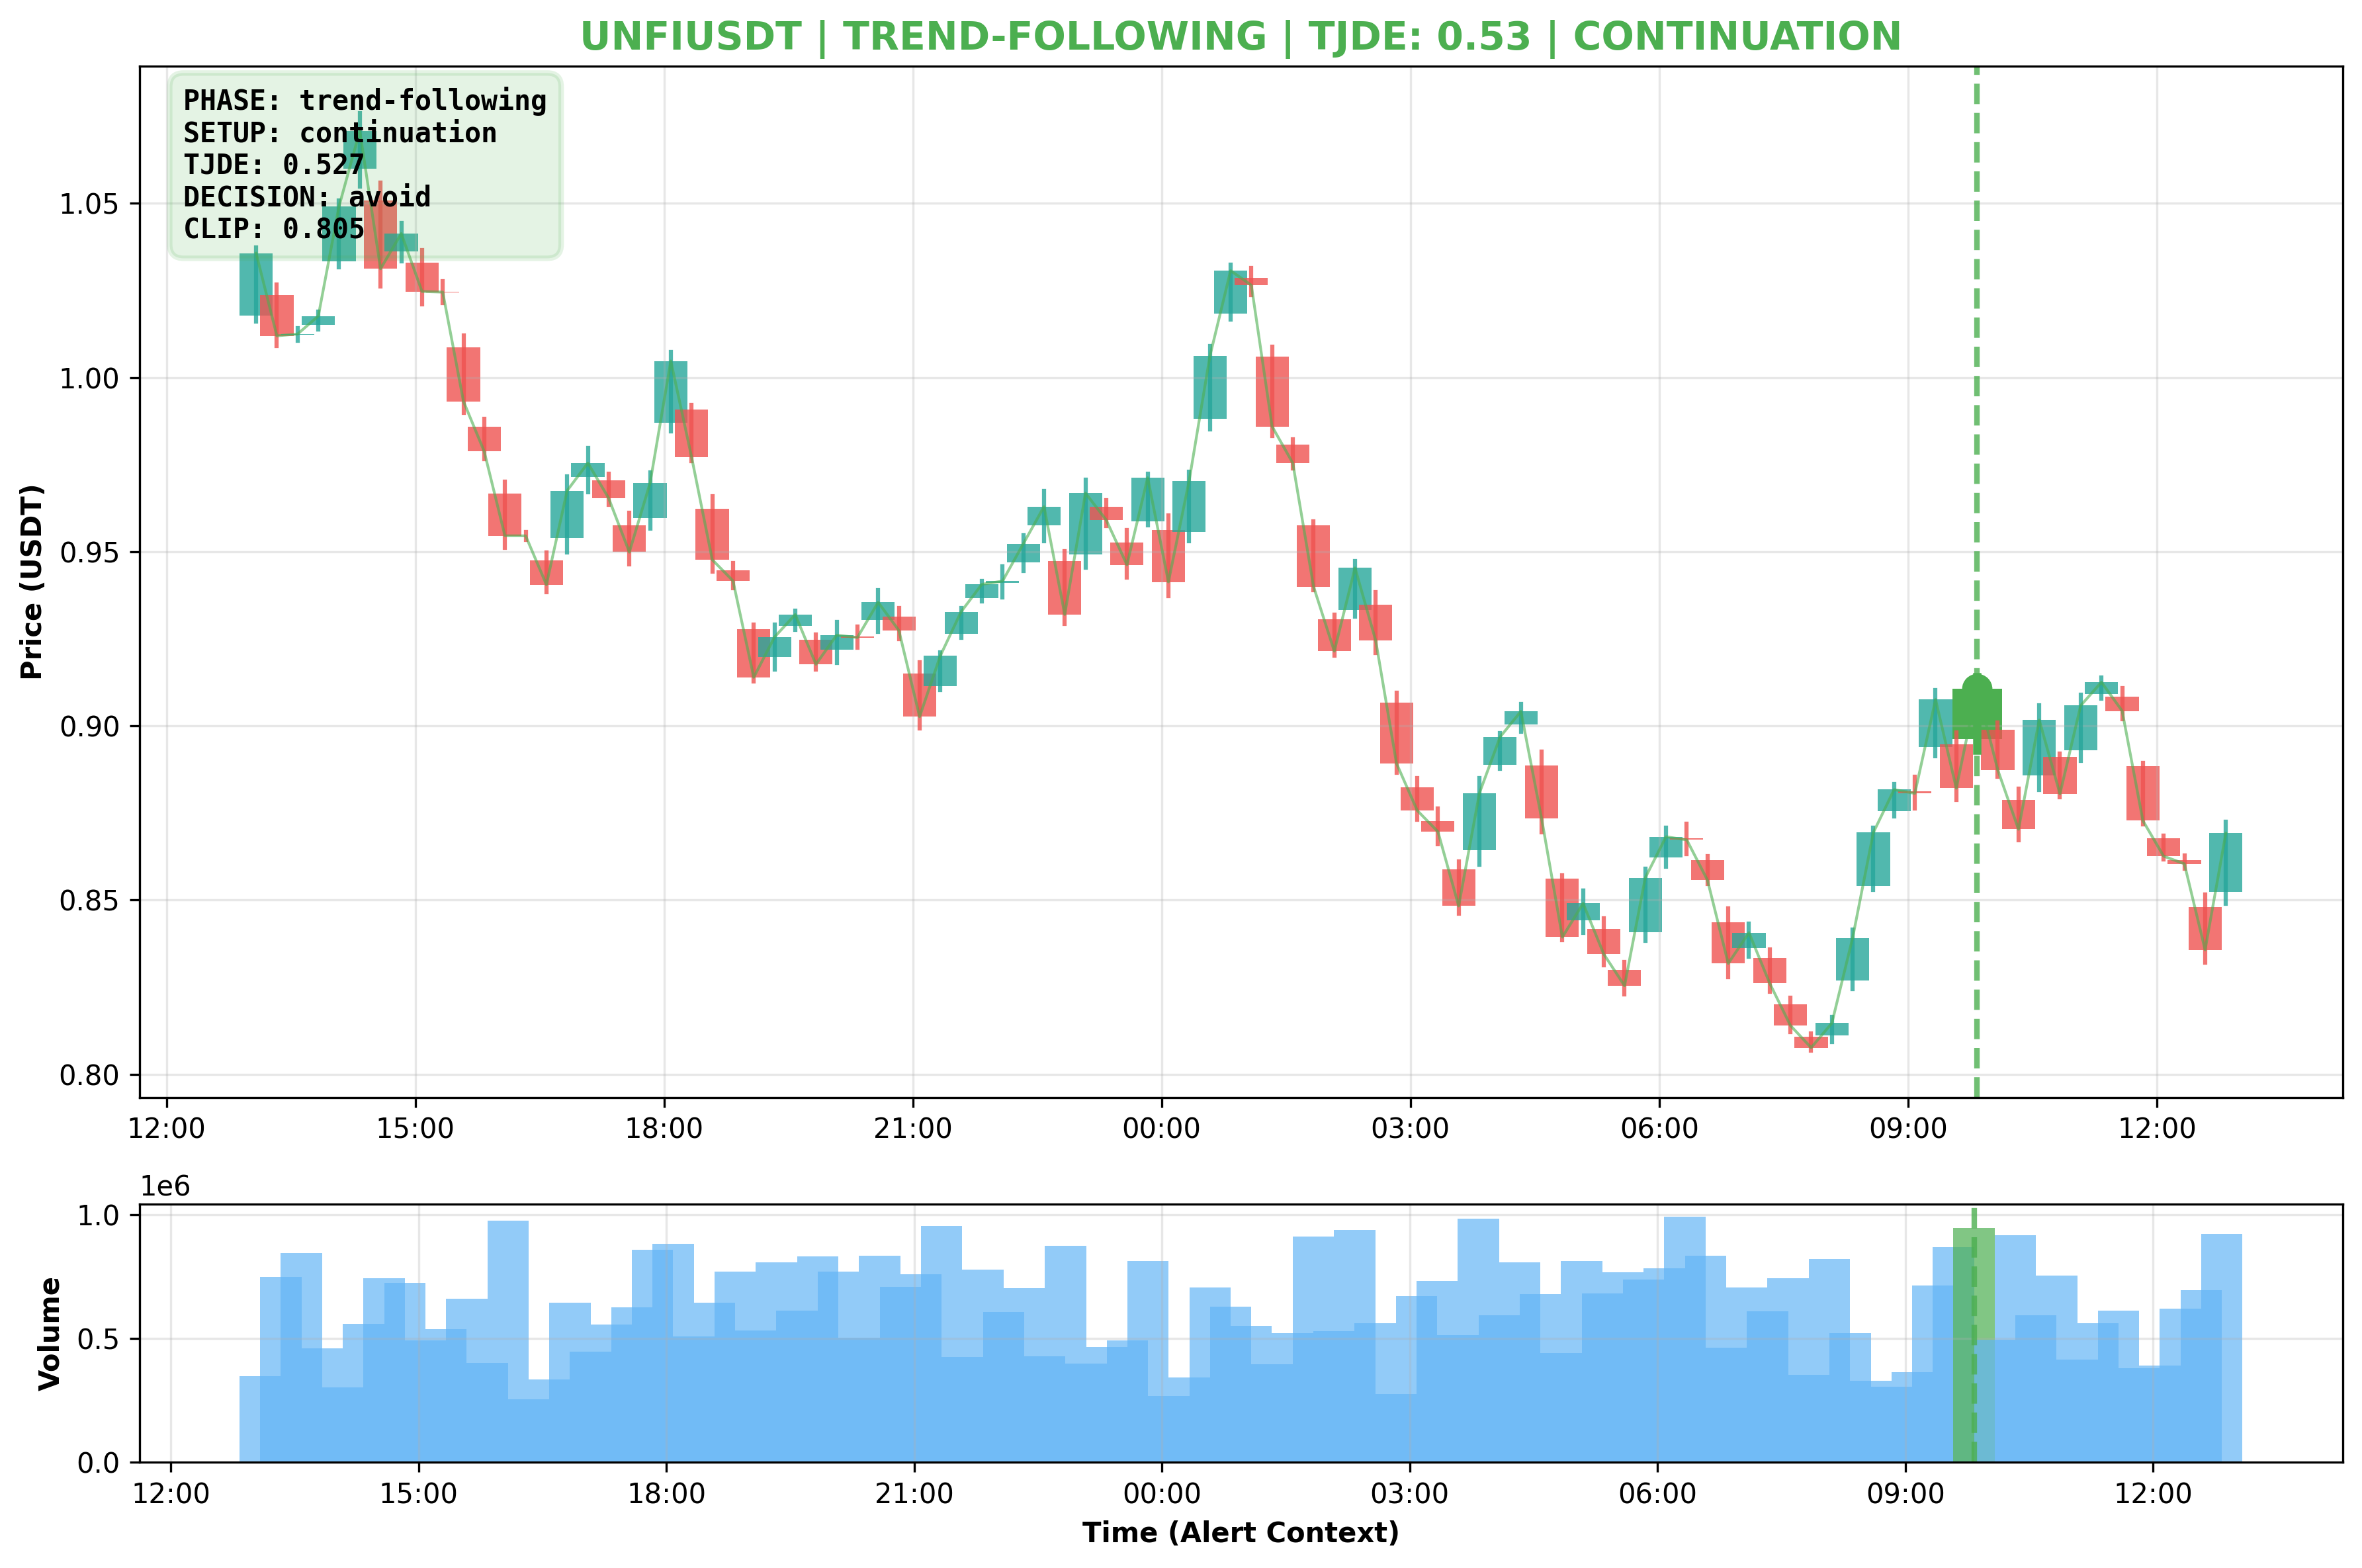 UNFIUSDT | TREND-FOLLOWING | TJDE: 0.53 | CONTINUATION
PHASE: trend-following
SETUP: continuation
TJDE: 0.527
DECISION: avoid
CLIP: 0.805
Price (USDT)
1.05
1.00
0.95
0.90
0.85
0.80
12:00 15:00 18:00 21:00 00:00 03:00 06:00 09:00 12:00
1e6
Volume
1.0
0.5
0.0
12:00 15:00 18:00 21:00 00:00 03:00 06:00 09:00 12:00
Time (Alert Context)